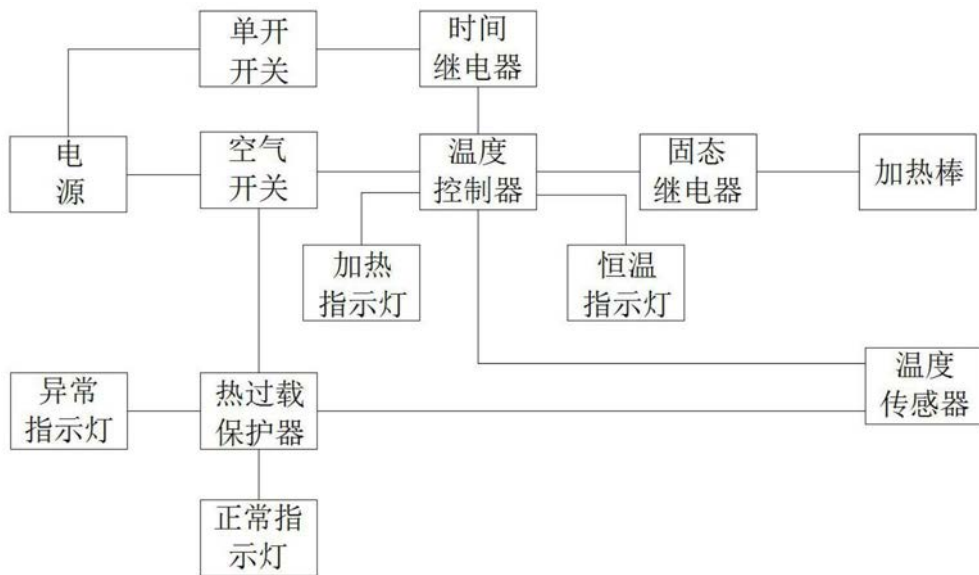 单开
开关
时间
继电器
电
源
空气
开关
温度
控制器
固态
继电器
加热棒
加热
指示灯
恒温
指示灯
温度
传感器
异常
指示灯
热过载
保护器
正常指
示灯